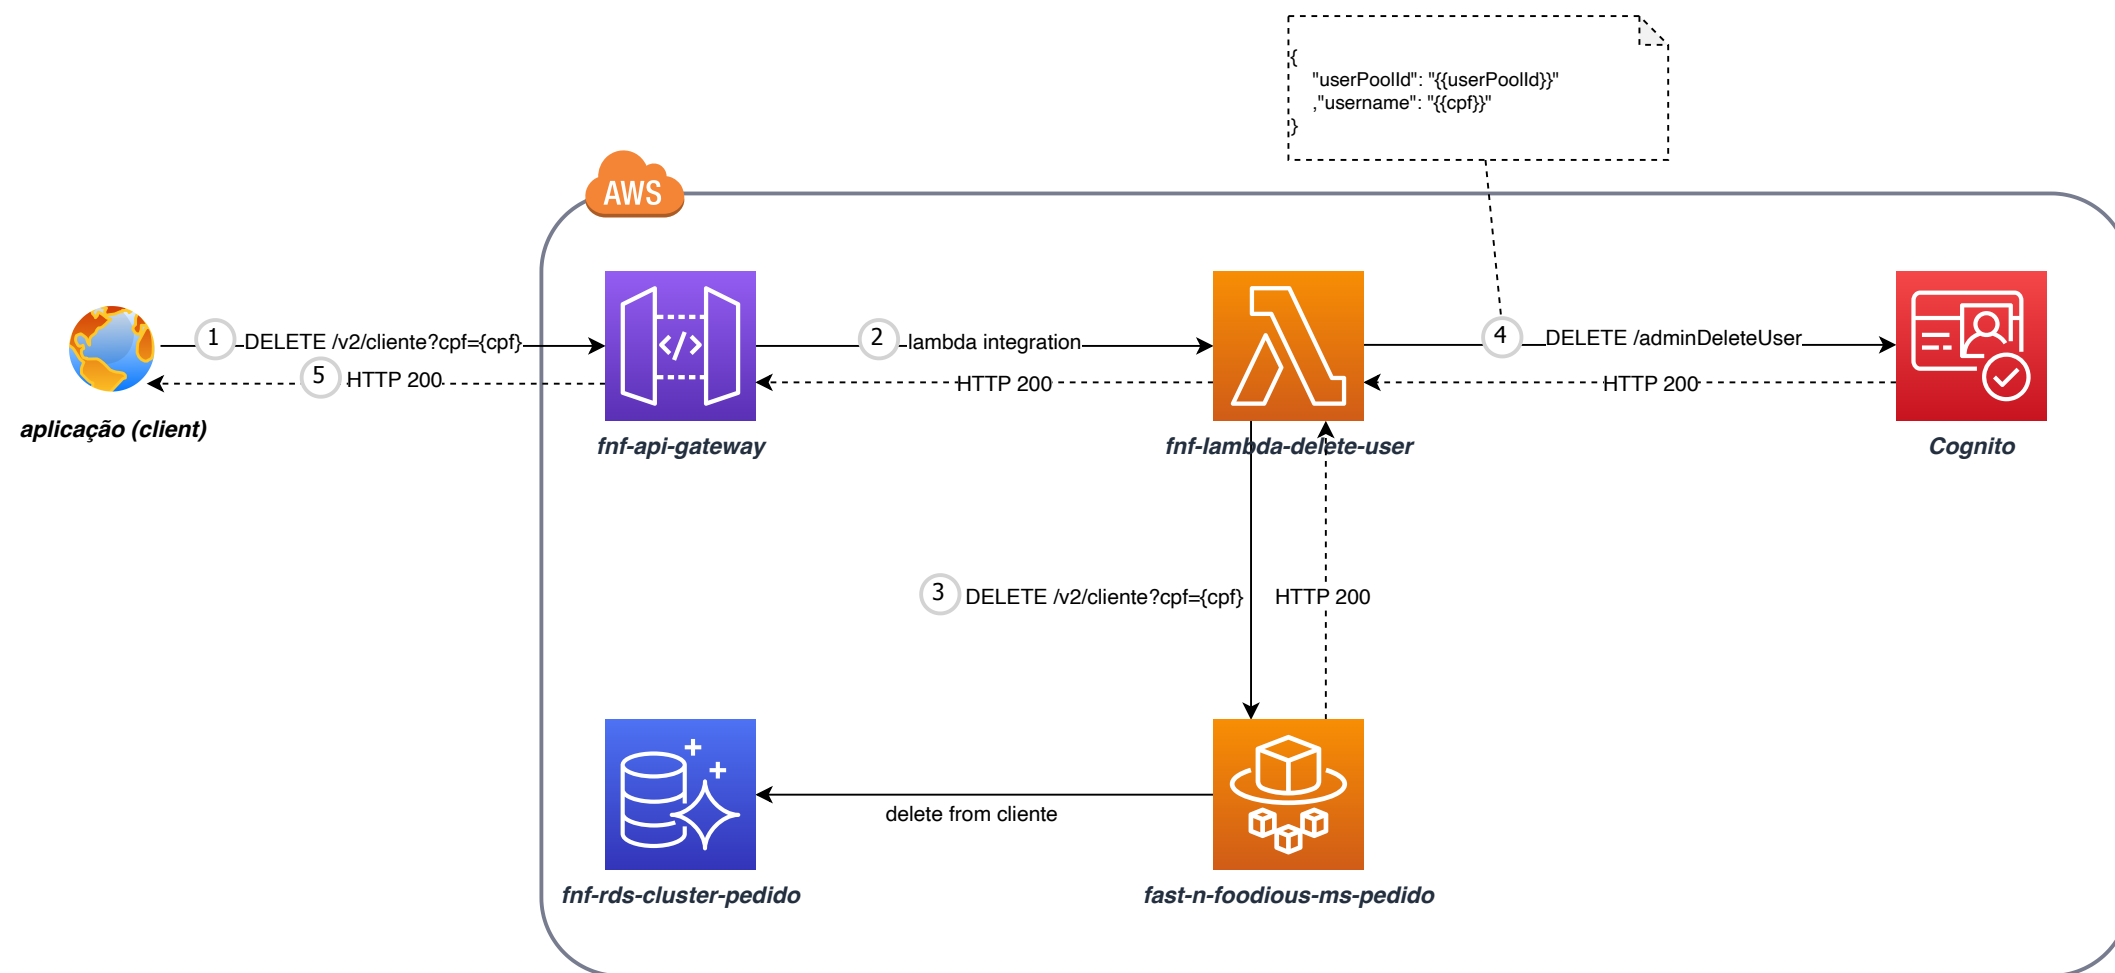 {
"userPoolId": "{{userPoolId}}"
,"username": "{{cpf}}"
}
AWS
1 DELETE /v2/cliente?cpf={cpf}
2 lambda integration
4 DELETE /adminDeleteUser
5 HTTP 200
HTTP 200
HTTP 200
aplicação (client)
fnf-api-gateway
fnf-lambda-delete-user
Cognito
3 DELETE /v2/cliente?cpf={cpf}
HTTP 200
delete from cliente
fnf-rds-cluster-pedido
fast-n-foodious-ms-pedido